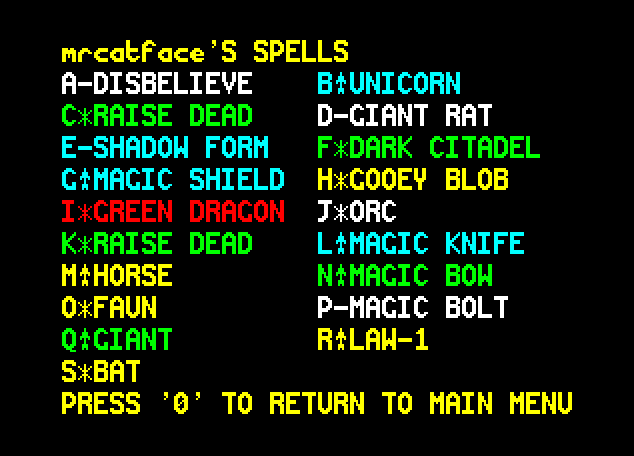 mrcatface'S SPELLS
A-DISBELIEVE B↑UNICORN
C*RAISE DEAD D-GIANT RAT
E-SHADOW FORM F*DARK CITADEL
G↑MAGIC SHIELD H*GOOEY BLOB
I*GREEN DRAGON J*ORC
K*RAISE DEAD L↑MAGIC KNIFE
M↑HORSE N↑MAGIC BOW
O*FAUN P-MAGIC BOLT
Q↑GIANT R↑LAW-1
S*BAT
PRESS '0' TO RETURN TO MAIN MENU